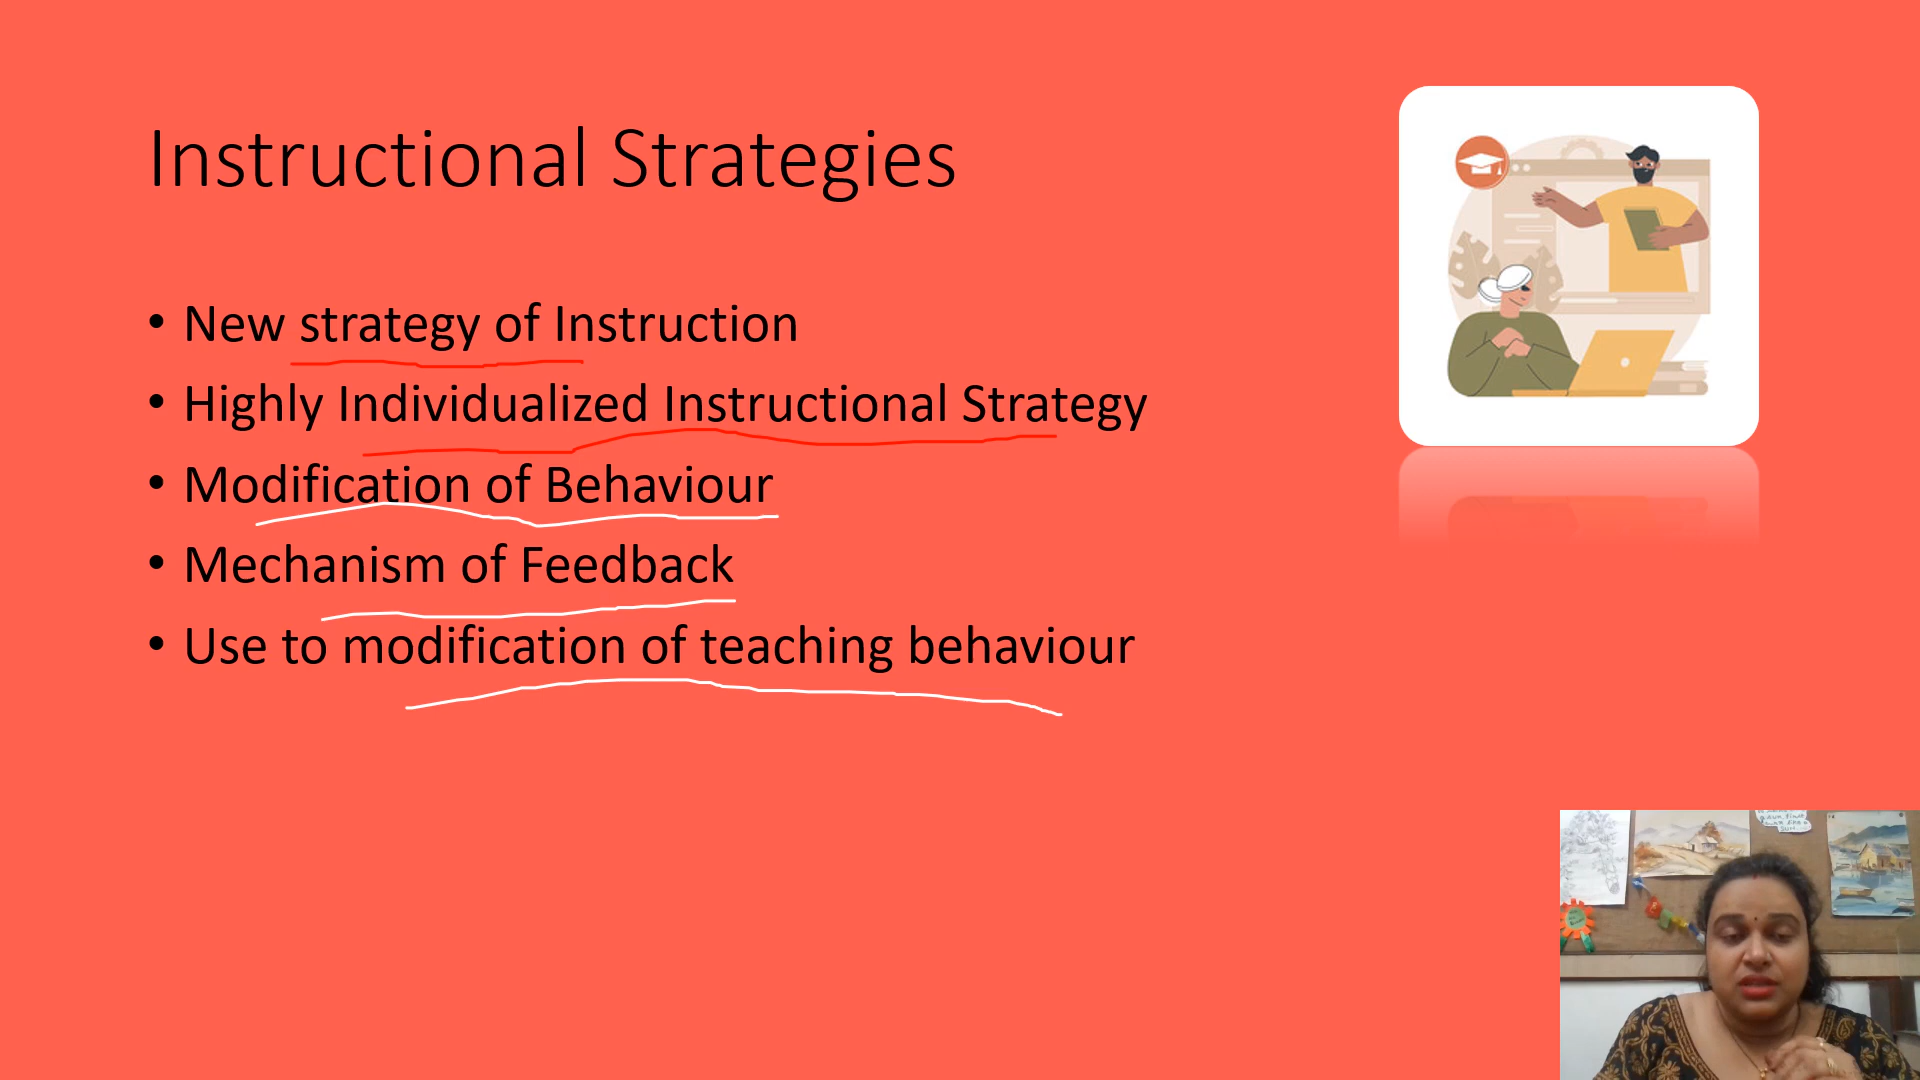 Instructional Strategies
• New strategy of Instruction
• Highly Individualized Instructional Strategy
• Modification of Behaviour
• Mechanism of Feedback
• Use to modification of teaching behaviour